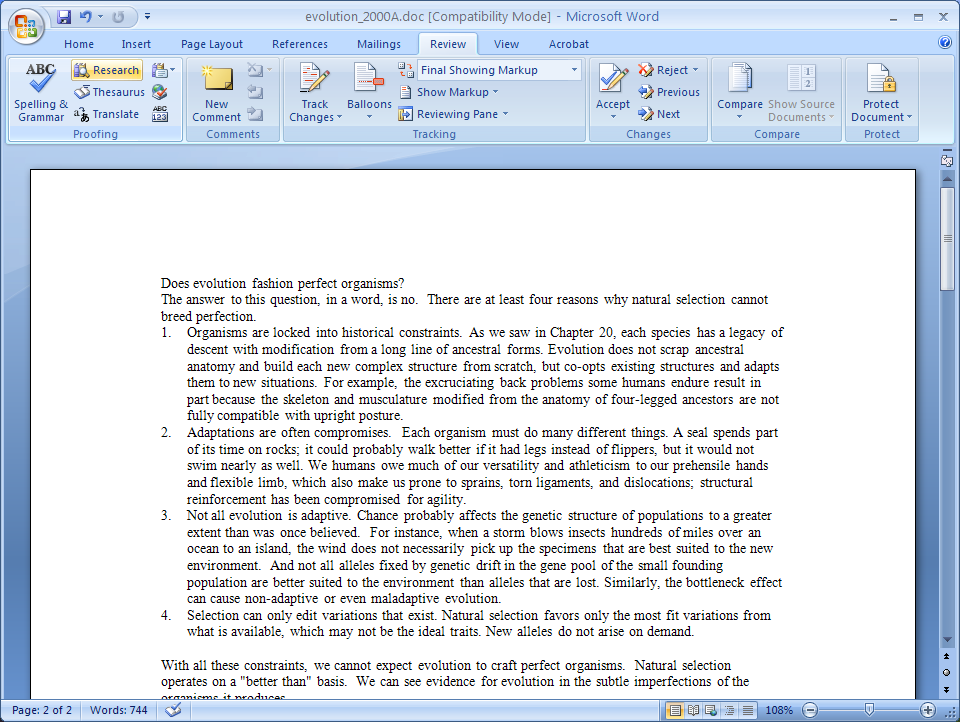 evolution_2000A.doc [Compatibility Mode] - Microsoft Word
Home Insert Page Layout References Mailings Review View Acrobat
ABC
Spelling & Grammar
Research
Thesaurus
Translate
ABC 123
Proofing
New Comment
Comments
Track Changes
Balloons
Final Showing Markup
Show Markup
Reviewing Pane
Tracking
Accept
Reject
Previous
Next
Changes
Compare
Show Source Documents
1 2
Compare
Protect Document
Protect
Does evolution fashion perfect organisms?
The answer to this question, in a word, is no. There are at least four reasons why natural selection cannot
breed perfection.
1. Organisms are locked into historical constraints. As we saw in Chapter 20, each species has a legacy of
descent with modification from a long line of ancestral forms. Evolution does not scrap ancestral
anatomy and build each new complex structure from scratch, but co-opts existing structures and adapts
them to new situations. For example, the excruciating back problems some humans endure result in
part because the skeleton and musculature modified from the anatomy of four-legged ancestors are not
fully compatible with upright posture.
2. Adaptations are often compromises. Each organism must do many different things. A seal spends part
of its time on rocks; it could probably walk better if it had legs instead of flippers, but it would not
swim nearly as well. We humans owe much of our versatility and athleticism to our prehensile hands
and flexible limb, which also make us prone to sprains, torn ligaments, and dislocations; structural
reinforcement has been compromised for agility.
3. Not all evolution is adaptive. Chance probably affects the genetic structure of populations to a greater
extent than was once believed. For instance, when a storm blows insects hundreds of miles over an
ocean to an island, the wind does not necessarily pick up the specimens that are best suited to the new
environment. And not all alleles fixed by genetic drift in the gene pool of the small founding
population are better suited to the environment than alleles that are lost. Similarly, the bottleneck effect
can cause non-adaptive or even maladaptive evolution.
4. Selection can only edit variations that exist. Natural selection favors only the most fit variations from
what is available, which may not be the ideal traits. New alleles do not arise on demand.
With all these constraints, we cannot expect evolution to craft perfect organisms. Natural selection
operates on a "better than" basis. We can see evidence for evolution in the subtle imperfections of the
organisms it produces.
Page: 2 of 2 Words: 744 108%